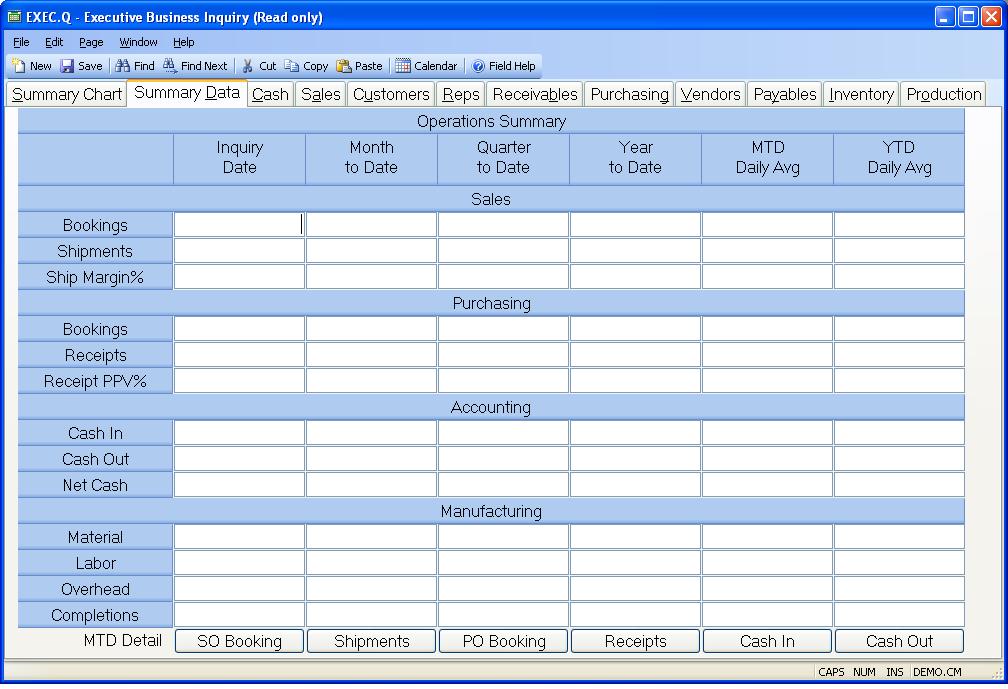 EXEC.Q - Executive Business Inquiry (Read only)
File Edit Page Window Help
New Save Find Find Next Cut Copy Paste Calendar Field Help
Summary Chart Summary Data Cash Sales Customers Reps Receivables Purchasing Vendors Payables Inventory Production
Operations Summary
Inquiry Month Quarter Year MTD YTD
Date to Date to Date to Date Daily Avg Daily Avg
Sales
Bookings
Shipments
Ship Margin%
Purchasing
Bookings
Receipts
Receipt PPV%
Accounting
Cash In
Cash Out
Net Cash
Manufacturing
Material
Labor
Overhead
Completions
MTD Detail SO Booking Shipments PO Booking Receipts Cash In Cash Out
CAPS NUM INS DEMO.CM